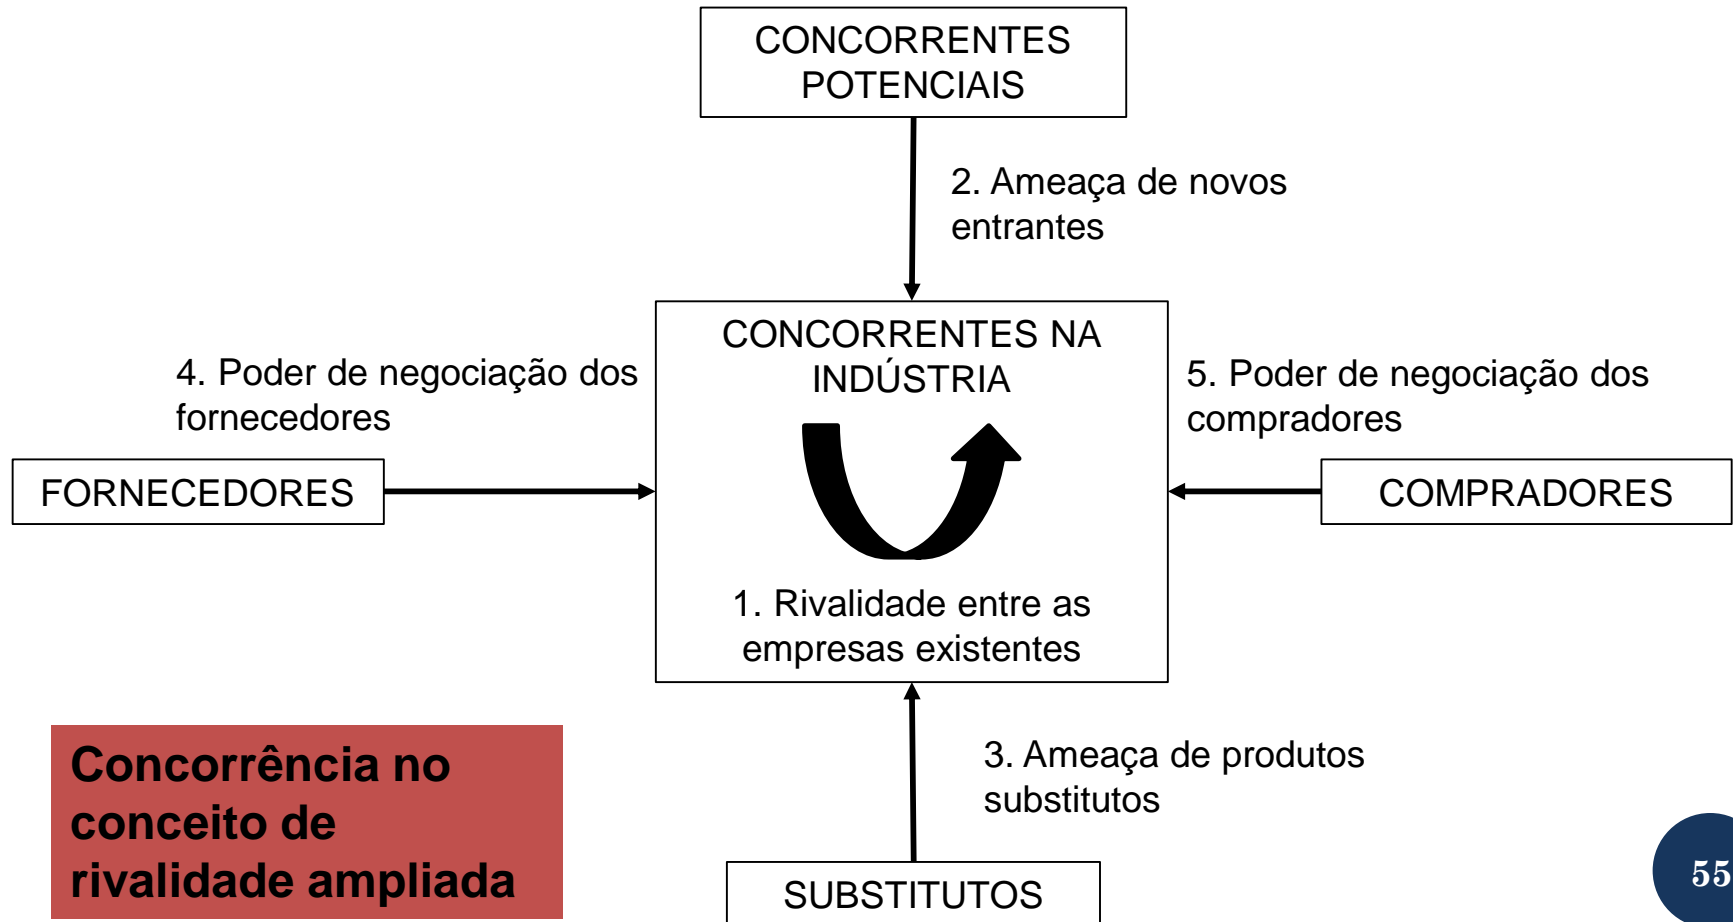 CONCORRENTES
POTENCIAIS
2. Ameaça de novos
entrantes
CONCORRENTES NA
INDÚSTRIA
4. Poder de negociação dos
fornecedores
5. Poder de negociação dos
compradores
FORNECEDORES
COMPRADORES
1. Rivalidade entre as
empresas existentes
3. Ameaça de produtos
substitutos
Concorrência no
conceito de
rivalidade ampliada
SUBSTITUTOS
55